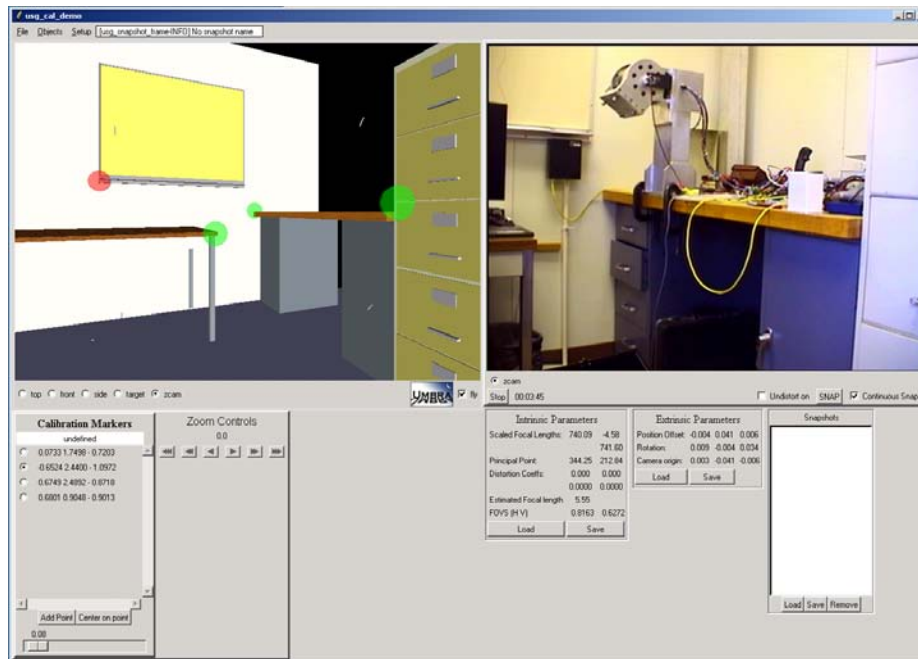 usg_cal_demo
File Objects Setup [usg_snapshot_frame-INFO] No snapshot name
top front side target zcam UMBRA fly
zcam
Stop 00:03:45 Undistort on SNAP Continuous Snap
Calibration Markers
undefined
0.0733 1.7498 -0.7203
-0.6524 2.4400 -1.0972
0.6749 2.4892 -0.8718
0.6801 0.9048 -0.9013
Add Point Center on point
0.08
Zoom Controls
0.0
Intrinsic Parameters
Scaled Focal Lengths: 740.09 -4.58
741.60
Principal Point: 344.25 212.84
Distortion Coeffs: 0.000 0.000
0.0000 0.0000
Estimated Focal length 5.55
FOVS (H V) 0.8163 0.6272
Load Save
Extrinsic Parameters
Position Offset: -0.004 0.041 0.006
Rotation: 0.009 -0.004 0.034
Camera origin: 0.003 -0.041 -0.006
Load Save
Snapshots
Load Save Remove